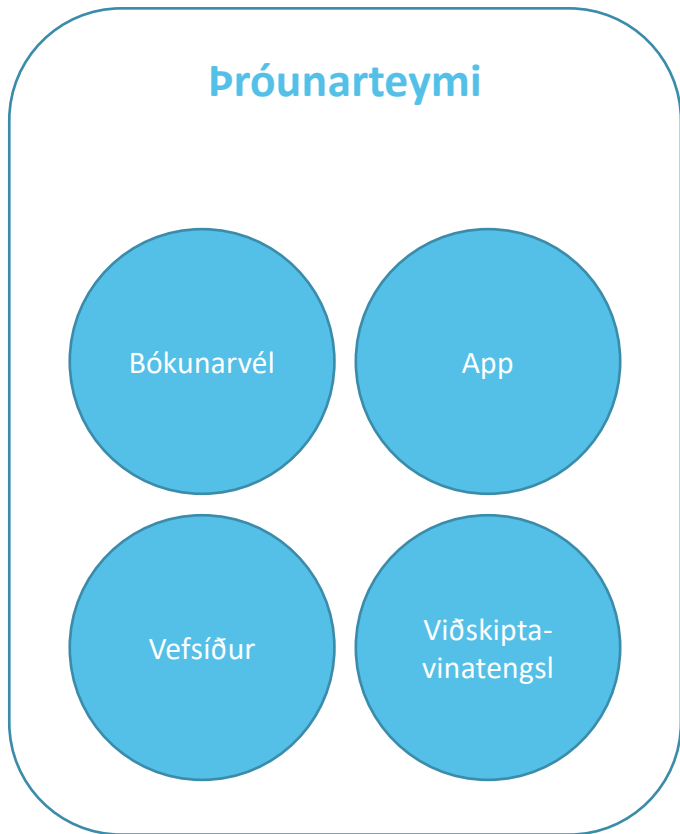 Þróunarteymi
Bókunarvél
App
Vefsíður
Viðskipta-
vinatengsl